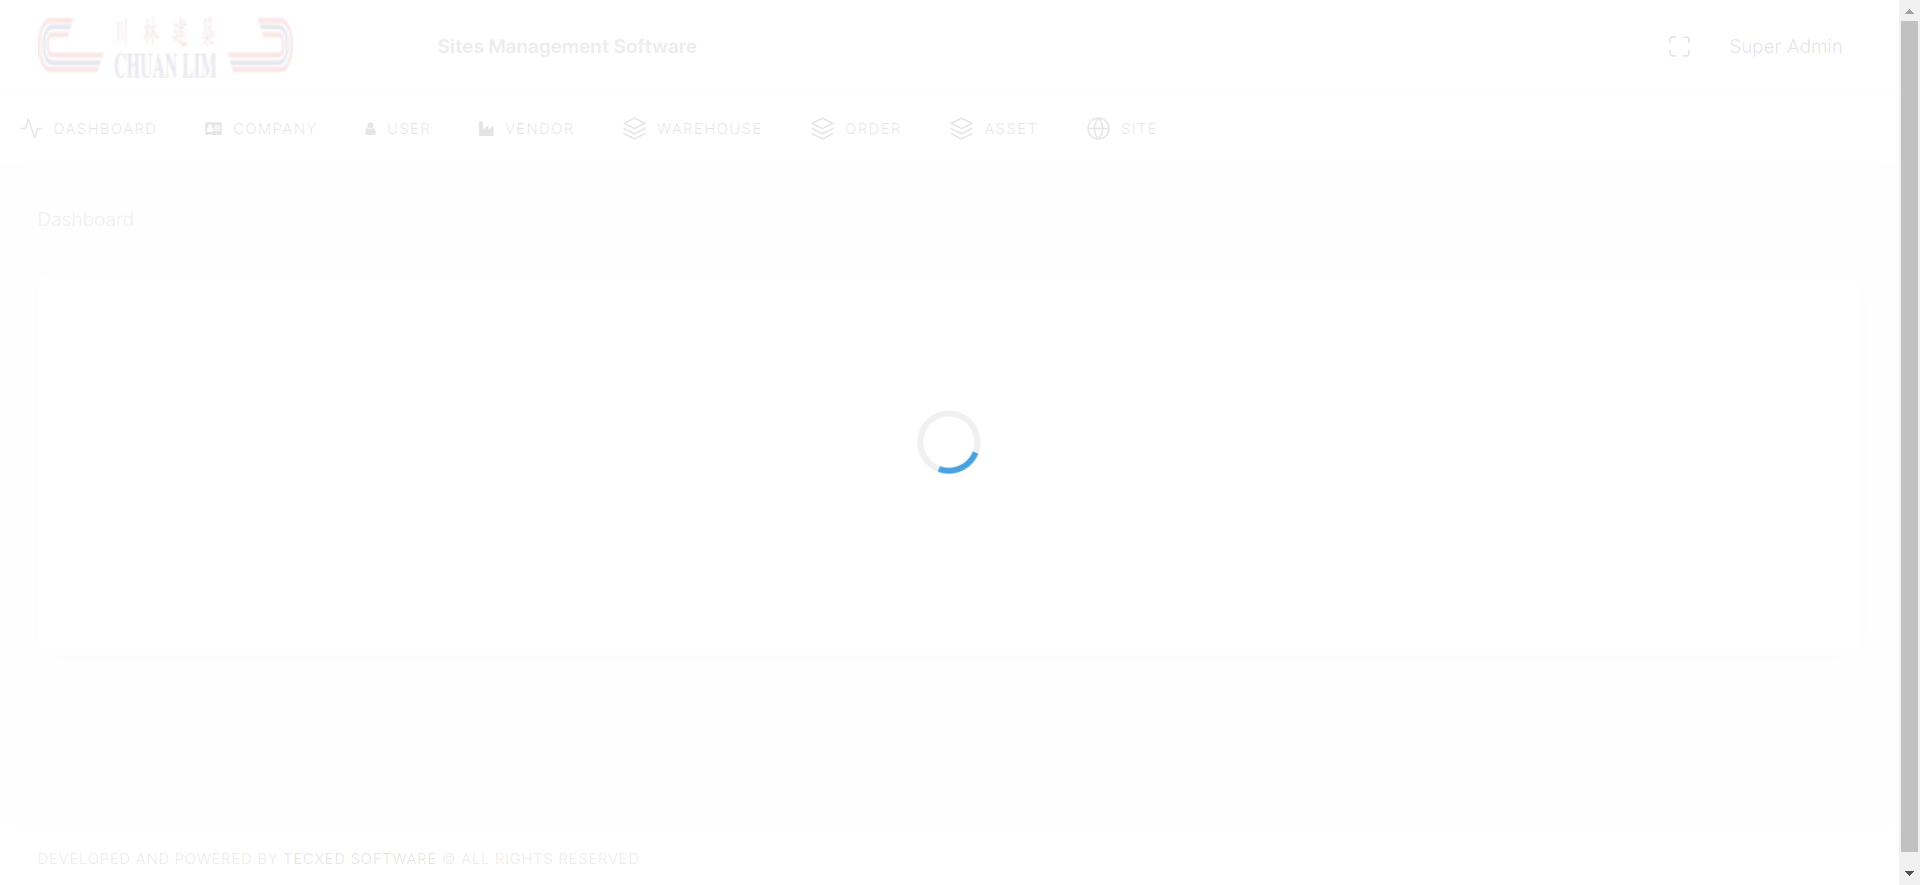 川林建築
CHUAN LIM
Sites Management Software
Super Admin
DASHBOARD
COMPANY
USER
VENDOR
WAREHOUSE
ORDER
ASSET
SITE
Dashboard
DEVELOPED AND POWERED BY TECXED SOFTWARE © ALL RIGHTS RESERVED